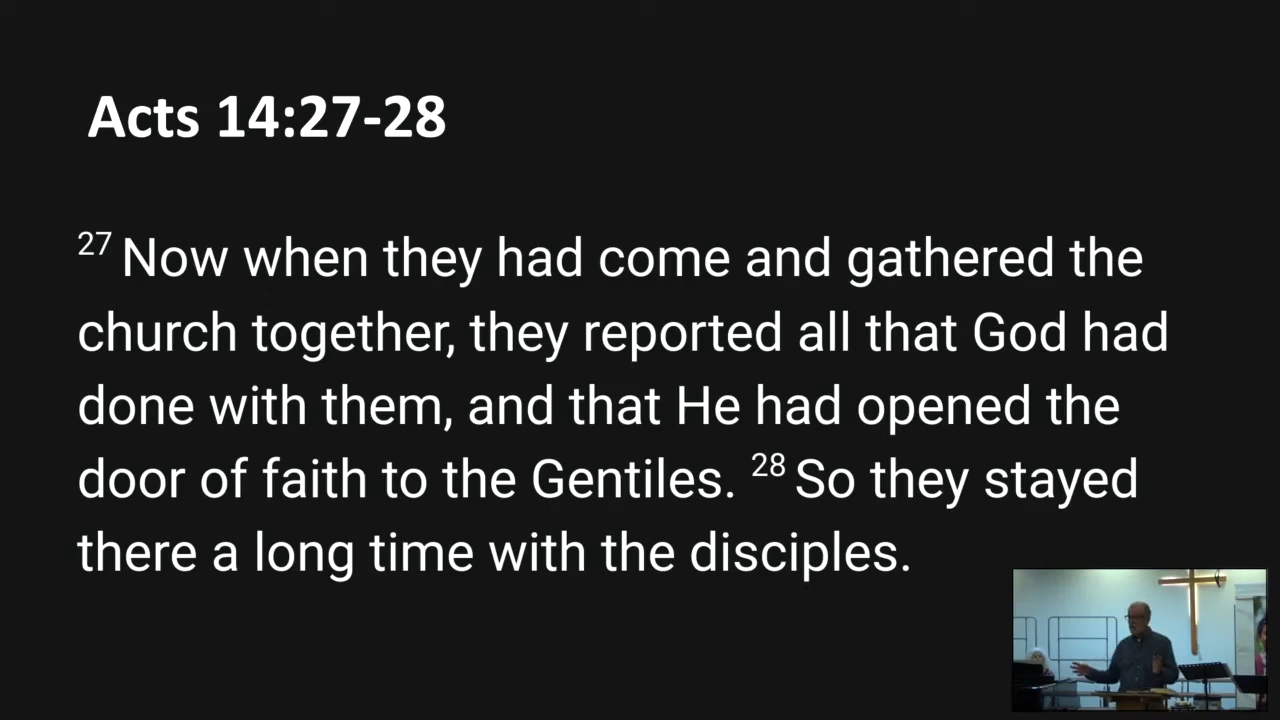 Acts 14:27-28
27 Now when they had come and gathered the
church together, they reported all that God had
done with them, and that He had opened the
door of faith to the Gentiles. 28 So they stayed
there a long time with the disciples.